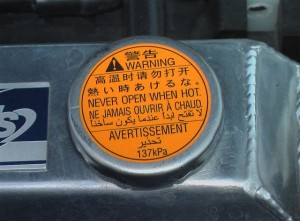 警告
⚠ WARNING
高温时请勿打开
熱い時あけるな。
NEVER OPEN WHEN HOT.
NE JAMAIS OUVRIR À CHAUD.
لا تفتح ابدا عندما يكون ساخنا
AVERTISSEMENT
تحذير
137kPa